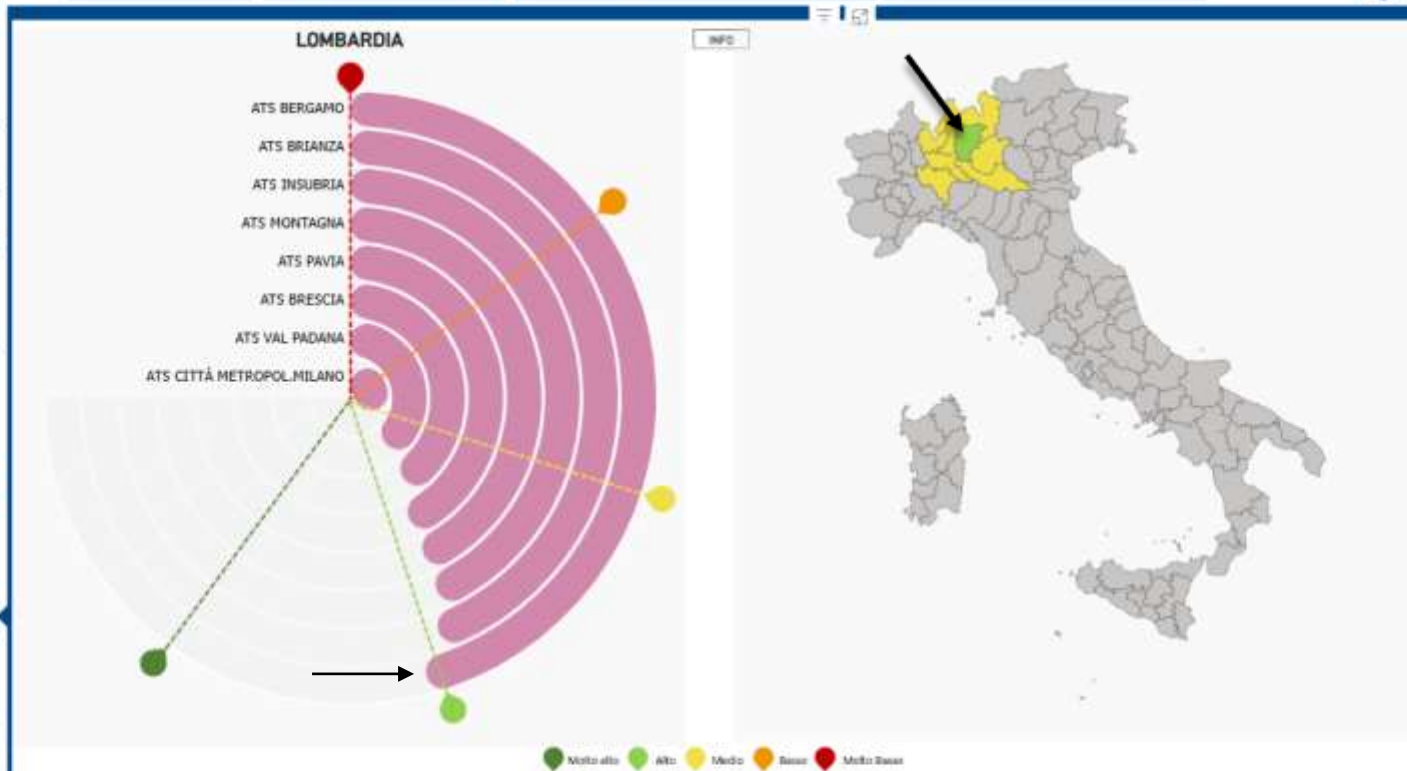 LOMBARDIA
INFO
ATS BERGAMO
ATS BRIANZA
ATS INSUBRIA
ATS MONTAGNA
ATS PAVIA
ATS BRESCIA
ATS VAL PADANA
ATS CITTÀ METROPOL.MILANO
Molto alto Alto Medio Basso Molto Basso